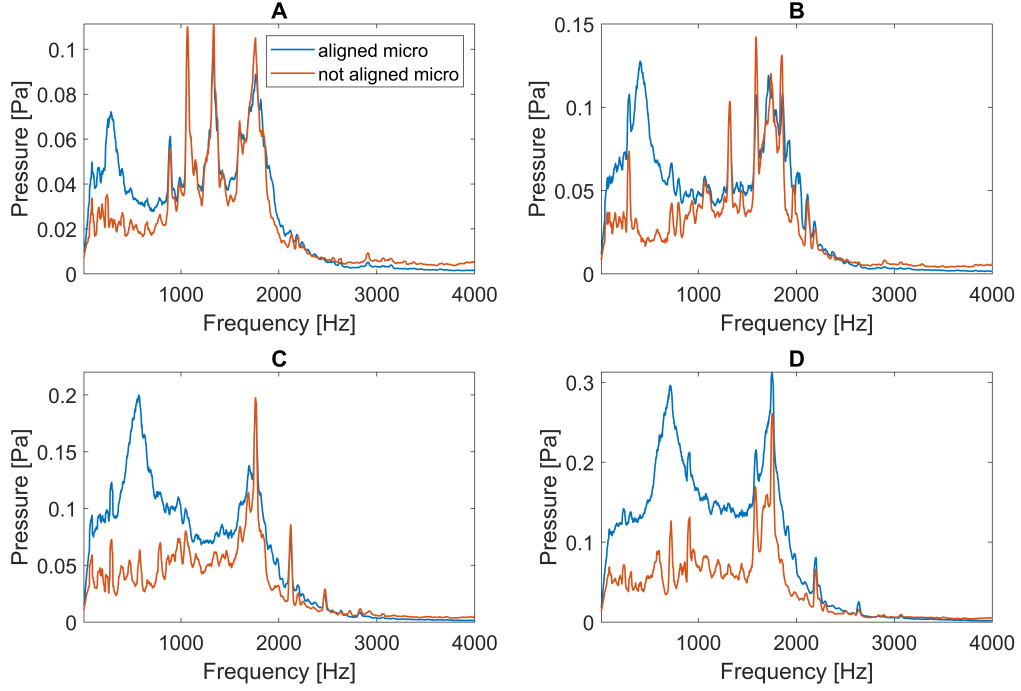 A
Pressure [Pa]
0.1
0.08
0.06
0.04
0.02
0
aligned micro
not aligned micro
1000 2000 3000 4000
Frequency [Hz]
B
Pressure [Pa]
0.15
0.1
0.05
0
1000 2000 3000 4000
Frequency [Hz]
C
Pressure [Pa]
0.2
0.15
0.1
0.05
0
1000 2000 3000 4000
Frequency [Hz]
D
Pressure [Pa]
0.3
0.2
0.1
0
1000 2000 3000 4000
Frequency [Hz]